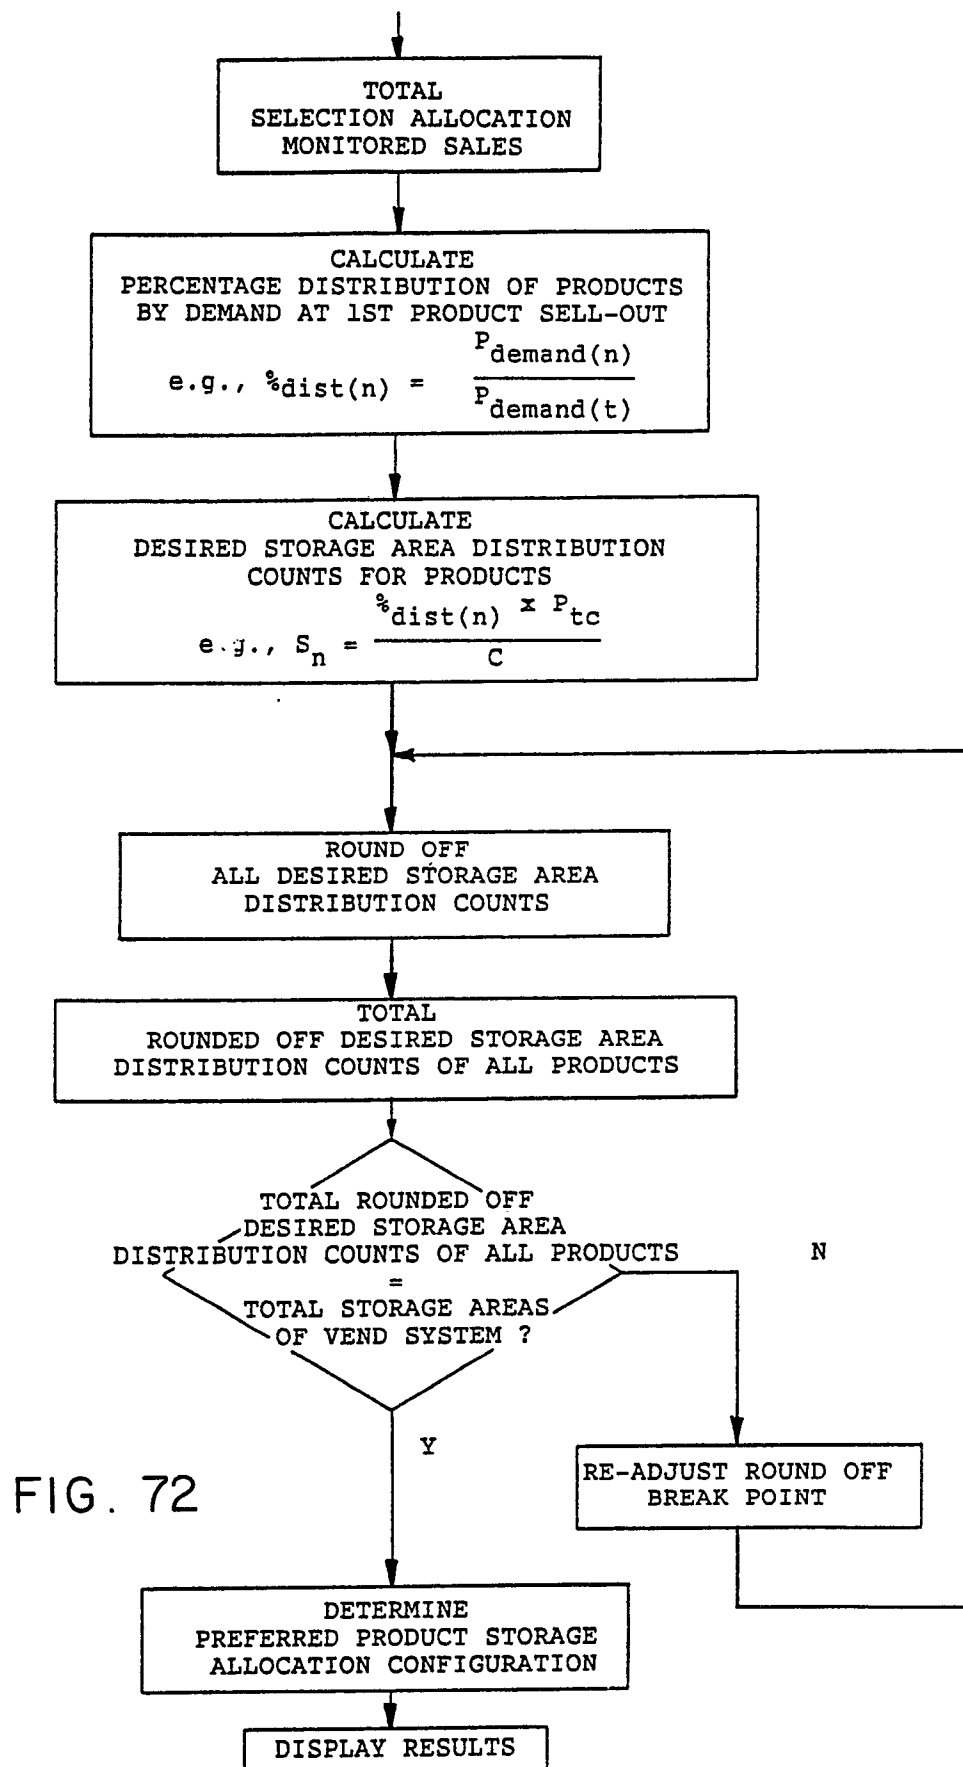 TOTAL
SELECTION ALLOCATION
MONITORED SALES
CALCULATE
PERCENTAGE DISTRIBUTION OF PRODUCTS
BY DEMAND AT 1ST PRODUCT SELL-OUT
e.g., %dist(n) = Pdemand(n)
Pdemand(t)
CALCULATE
DESIRED STORAGE AREA DISTRIBUTION
COUNTS FOR PRODUCTS
%dist(n) x Ptc
e.g., Sn =
C
ROUND OFF
ALL DESIRED STORAGE AREA
DISTRIBUTION COUNTS
TOTAL
ROUNDED OFF DESIRED STORAGE AREA
DISTRIBUTION COUNTS OF ALL PRODUCTS
TOTAL ROUNDED OFF
DESIRED STORAGE AREA
DISTRIBUTION COUNTS OF ALL PRODUCTS
=
TOTAL STORAGE AREAS
OF VEND SYSTEM ?
N
Y
RE-ADJUST ROUND OFF
BREAK POINT
FIG. 72
DETERMINE
PREFERRED PRODUCT STORAGE
ALLOCATION CONFIGURATION
DISPLAY RESULTS